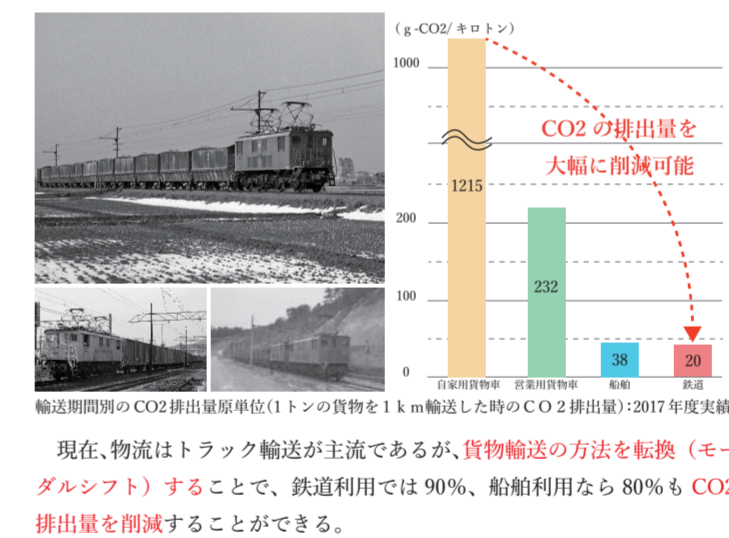 (g-CO2/キロトン)
1000
CO2 の排出量を
大幅に削減可能
1215
200
232
100
38
20
0
自家用貨物車 営業用貨物車 船舶 鉄道
輸送期間別のCO2排出量原単位(1トンの貨物を1km輸送した時のCO2排出量):2017年度実績
現在、物流はトラック輸送が主流であるが、貨物輸送の方法を転換（モー
ダルシフト）することで、鉄道利用では 90%、船舶利用なら 80%も CO2
排出量を削減することができる。